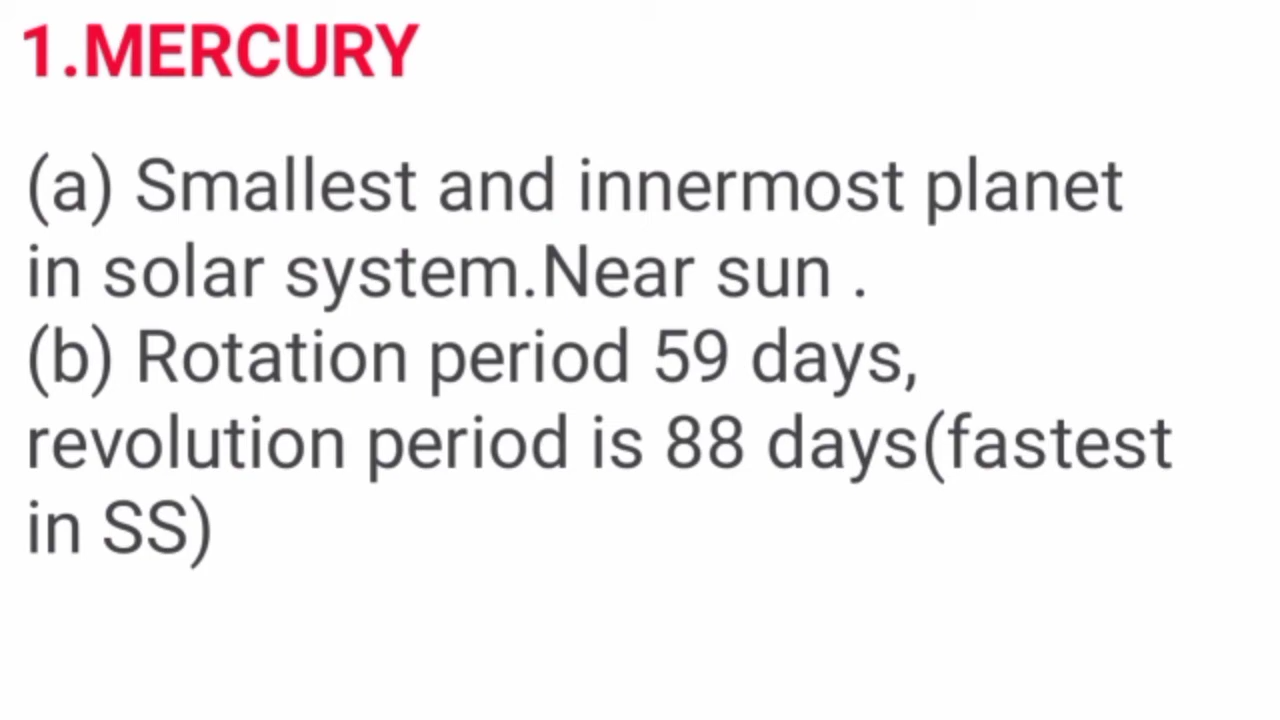 1.MERCURY
(a) Smallest and innermost planet
in solar system.Near sun .
(b) Rotation period 59 days,
revolution period is 88 days(fastest
in SS)